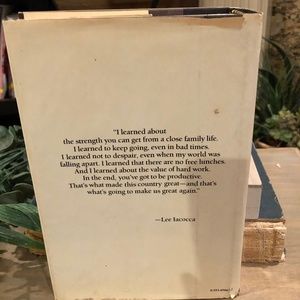 "I learned about
the strength you can get from a close family life.
I learned to keep going, even in bad times.
I learned not to despair, even when my world was
falling apart. I learned that there are no free lunches.
And I learned about the value of hard work.
In the end, you've got to be productive.
That's what made this country great—and that's
what's going to make us great again."
—Lee Iacocca